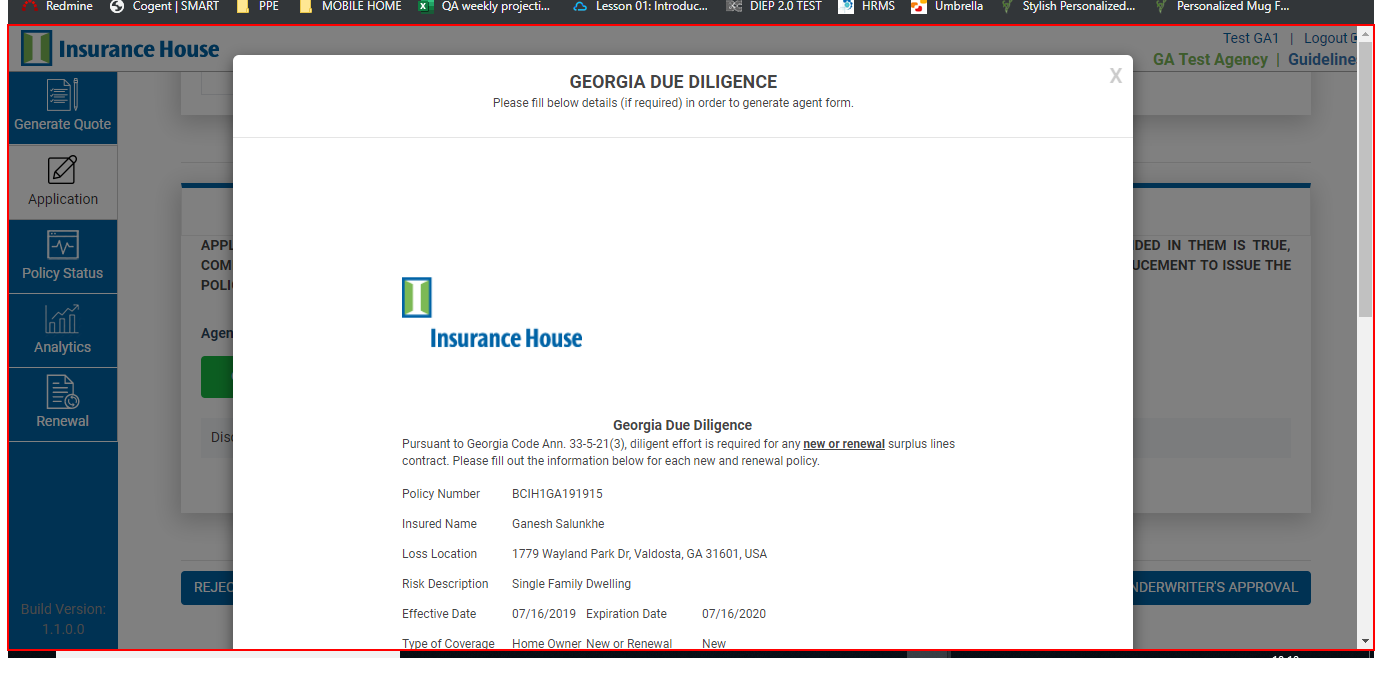 Redmine Cogent | SMART PPE MOBILE HOME QA weekly projecti... Lesson 01: Introduc... DIEP 2.0 TEST HRMS Umbrella Stylish Personalized... Personalized Mug F...
Insurance House
Test GA1 | Logout
GA Test Agency | Guideline
Generate Quote
Application
Policy Status
Analytics
Renewal
Build Version:
1.1.0.0
GEORGIA DUE DILIGENCE
X
Please fill below details (if required) in order to generate agent form.
APPL
DED IN THEM IS TRUE,
COM
UCEMENT TO ISSUE THE
POLI
Agen
Disc
REJEC
NDERWRITER'S APPROVAL
Insurance House
Georgia Due Diligence
Pursuant to Georgia Code Ann. 33-5-21(3), diligent effort is required for any new or renewal surplus lines
contract. Please fill out the information below for each new and renewal policy.
Policy Number BCIH1GA191915
Insured Name Ganesh Salunkhe
Loss Location 1779 Wayland Park Dr, Valdosta, GA 31601, USA
Risk Description Single Family Dwelling
Effective Date 07/16/2019 Expiration Date 07/16/2020
Type of Coverage Home Owner New or Renewal New